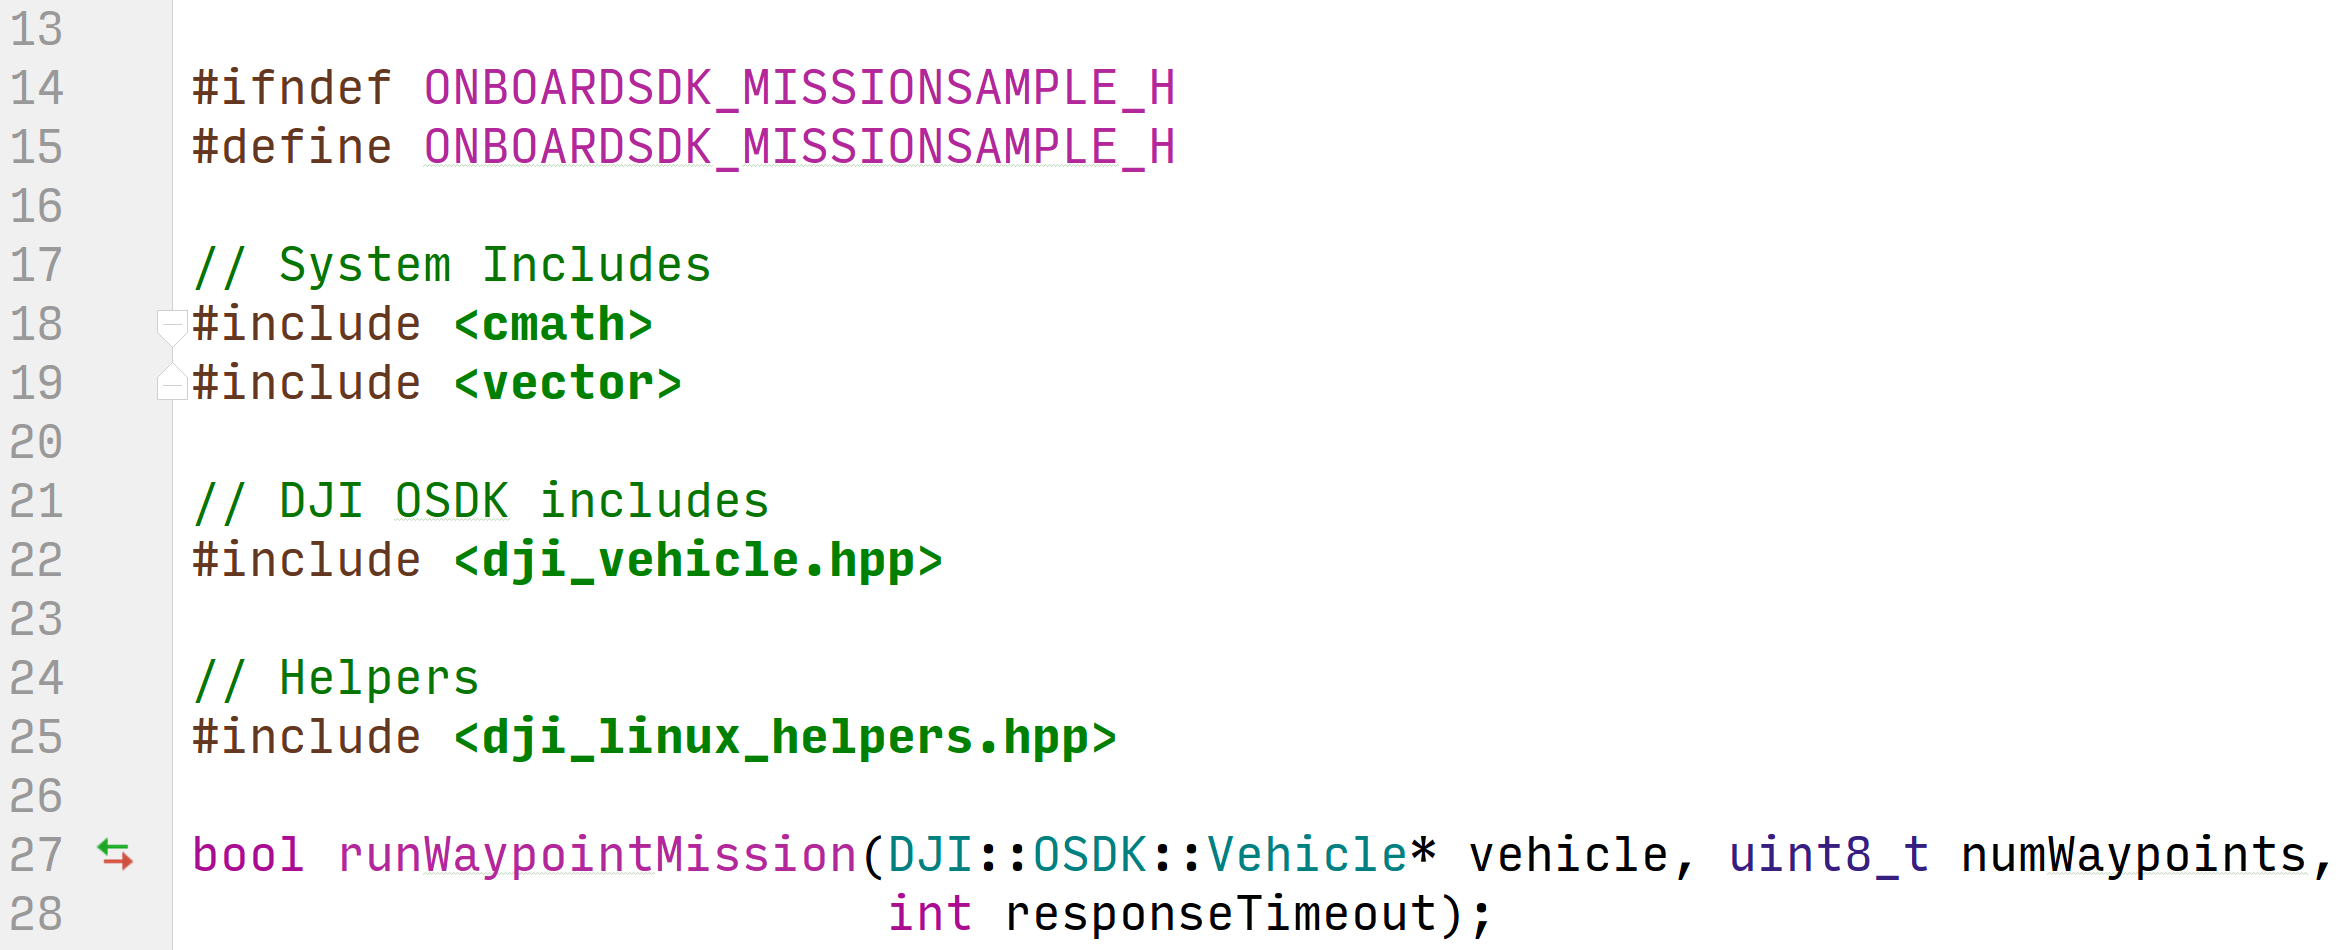 13
14 #ifndef ONBOARDSDK_MISSIONSAMPLE_H
15 #define ONBOARDSDK_MISSIONSAMPLE_H
16
17 // System Includes
18 #include <cmath>
19 #include <vector>
20
21 // DJI OSDK includes
22 #include <dji_vehicle.hpp>
23
24 // Helpers
25 #include <dji_linux_helpers.hpp>
26
27 bool runWaypointMission(DJI::OSDK::Vehicle* vehicle, uint8_t numWaypoints,
28                         int responseTimeout);